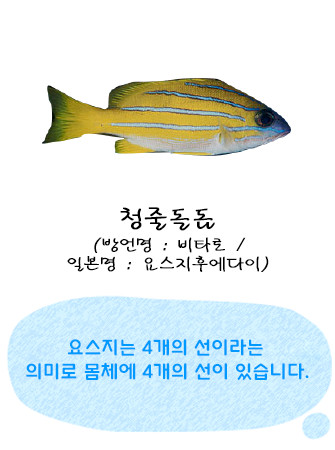 청줄돌돔
(방언명 : 비타로 /
일본명 : 요스지후에다이)
요스지는 4개의 선이라는
의미로 몸체에 4개의 선이 있습니다.